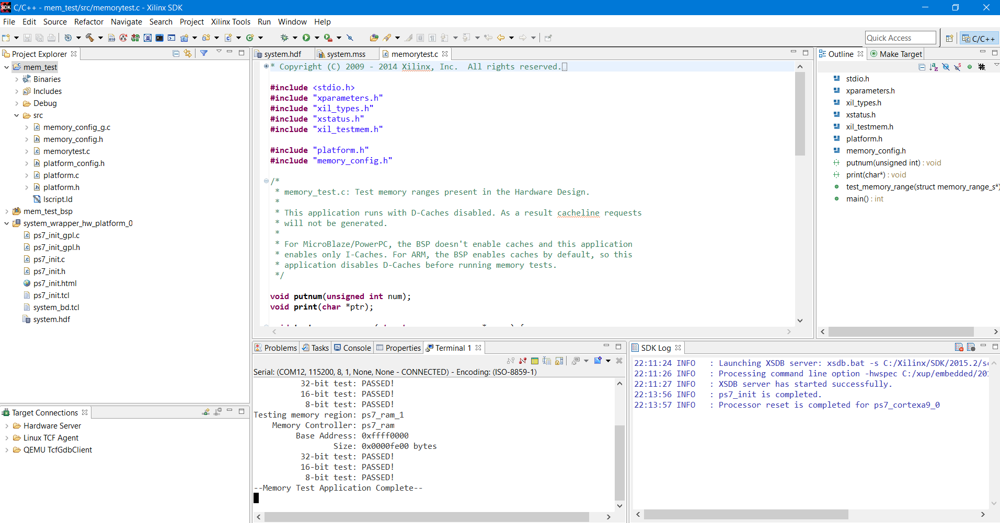 C/C++ - mem_test/src/memorytest.c - Xilinx SDK
File Edit Source Refactor Navigate Search Project Xilinx Tools Run Window Help
Quick Access
C/C++
Project Explorer
mem_test
Binaries
Includes
Debug
src
memory_config_g.c
memory_config.h
memorytest.c
platform_config.h
platform.c
platform.h
lscript.ld
mem_test_bsp
system_wrapper_hw_platform_0
ps7_init_gpl.c
ps7_init_gpl.h
ps7_init.c
ps7_init.h
ps7_init.html
ps7_init.tcl
system_bd.tcl
system.hdf
Target Connections
Hardware Server
Linux TCF Agent
QEMU TcfGdbClient
system.hdf system.mss memorytest.c
* Copyright (C) 2009 - 2014 Xilinx, Inc.  All rights reserved.
#include <stdio.h>
#include "xparameters.h"
#include "xil_types.h"
#include "xstatus.h"
#include "xil_testmem.h"
#include "platform.h"
#include "memory_config.h"
/*
* memory_test.c: Test memory ranges present in the Hardware Design.
*
* This application runs with D-Caches disabled. As a result cacheline requests
* will not be generated.
*
* For MicroBlaze/PowerPC, the BSP doesn't enable caches and this application
* enables only I-Caches. For ARM, the BSP enables caches by default, so this
* application disables D-Caches before running memory tests.
*/
void putnum(unsigned int num);
void print(char *ptr);
Outline Make Target
stdio.h
xparameters.h
xil_types.h
xstatus.h
xil_testmem.h
platform.h
memory_config.h
putnum(unsigned int) : void
print(char*) : void
test_memory_range(struct memory_range_s*)
main() : int
Problems Tasks Console Properties Terminal 1
Serial: (COM12, 115200, 8, 1, None, None - CONNECTED) - Encoding: (ISO-8859-1)
32-bit test: PASSED!
16-bit test: PASSED!
8-bit test: PASSED!
Testing memory region: ps7_ram_1
Memory Controller: ps7_ram
Base Address: 0xffff0000
Size: 0x0000fe00 bytes
32-bit test: PASSED!
16-bit test: PASSED!
8-bit test: PASSED!
--Memory Test Application Complete--
SDK Log
22:11:24 INFO : Launching XSDB server: xsdb.bat -s C:/Xilinx/SDK/2015.2/s
22:11:26 INFO : Processing command line option -hwspec C:/xup/embedded/20
22:11:27 INFO : XSDB server has started successfully.
22:13:56 INFO : ps7_init is completed.
22:13:57 INFO : Processor reset is completed for ps7_cortexa9_0